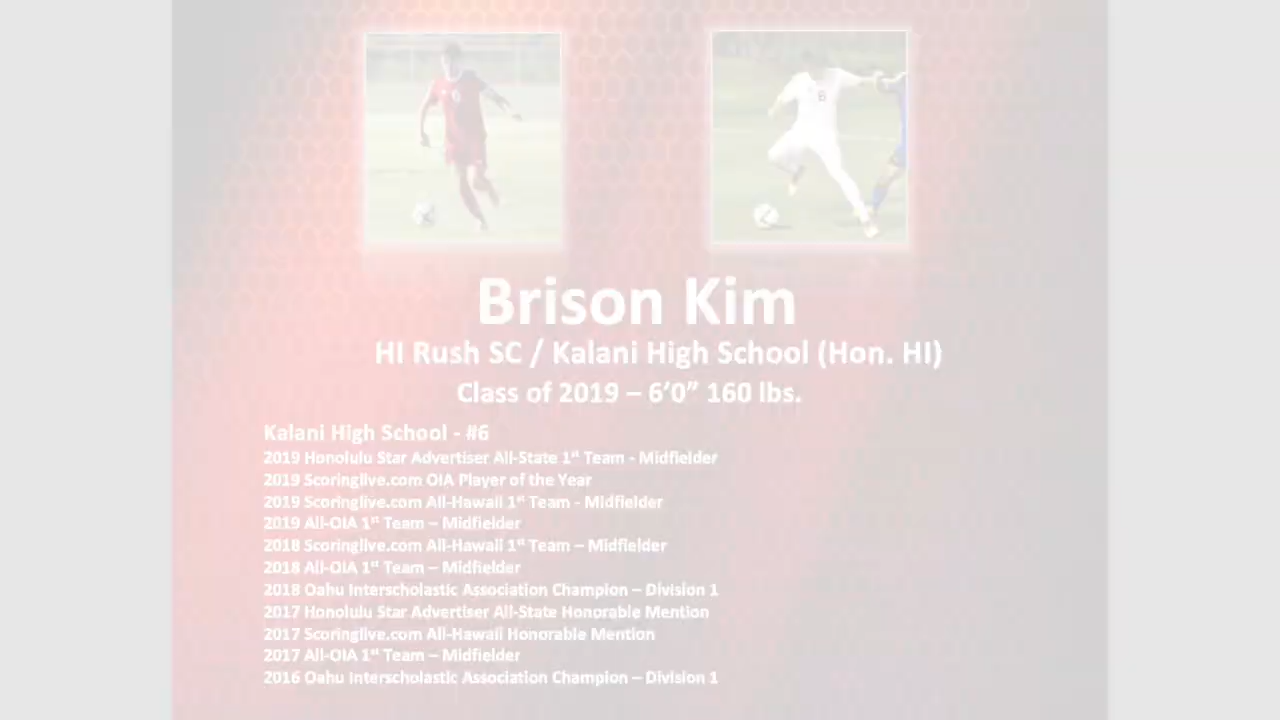 Brison Kim
HI Rush SC / Kalani High School (Hon. HI)
Class of 2019 – 6’0” 160 lbs.
Kalani High School - #6
2019 Honolulu Star Advertiser All-State 1st Team - Midfielder
2019 Scoringlive.com OIA Player of the Year
2019 Scoringlive.com All-Hawaii 1st Team - Midfielder
2019 All-OIA 1st Team – Midfielder
2018 Scoringlive.com All-Hawaii 1st Team – Midfielder
2018 All-OIA 1st Team – Midfielder
2018 Oahu Interscholastic Association Champion – Division 1
2017 Honolulu Star Advertiser All-State Honorable Mention
2017 Scoringlive.com All-Hawaii Honorable Mention
2017 All-OIA 1st Team – Midfielder
2016 Oahu Interscholastic Association Champion – Division 1